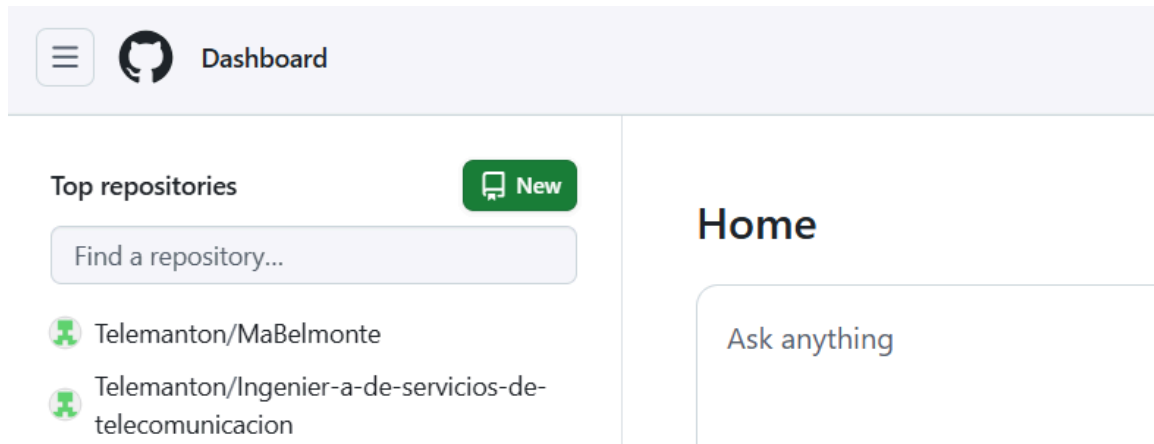 Dashboard
Top repositories
New
Find a repository...
Telemanton/MaBelmonte
Telemanton/Ingenier-a-de-servicios-de-
telecomunicacion
Home
Ask anything